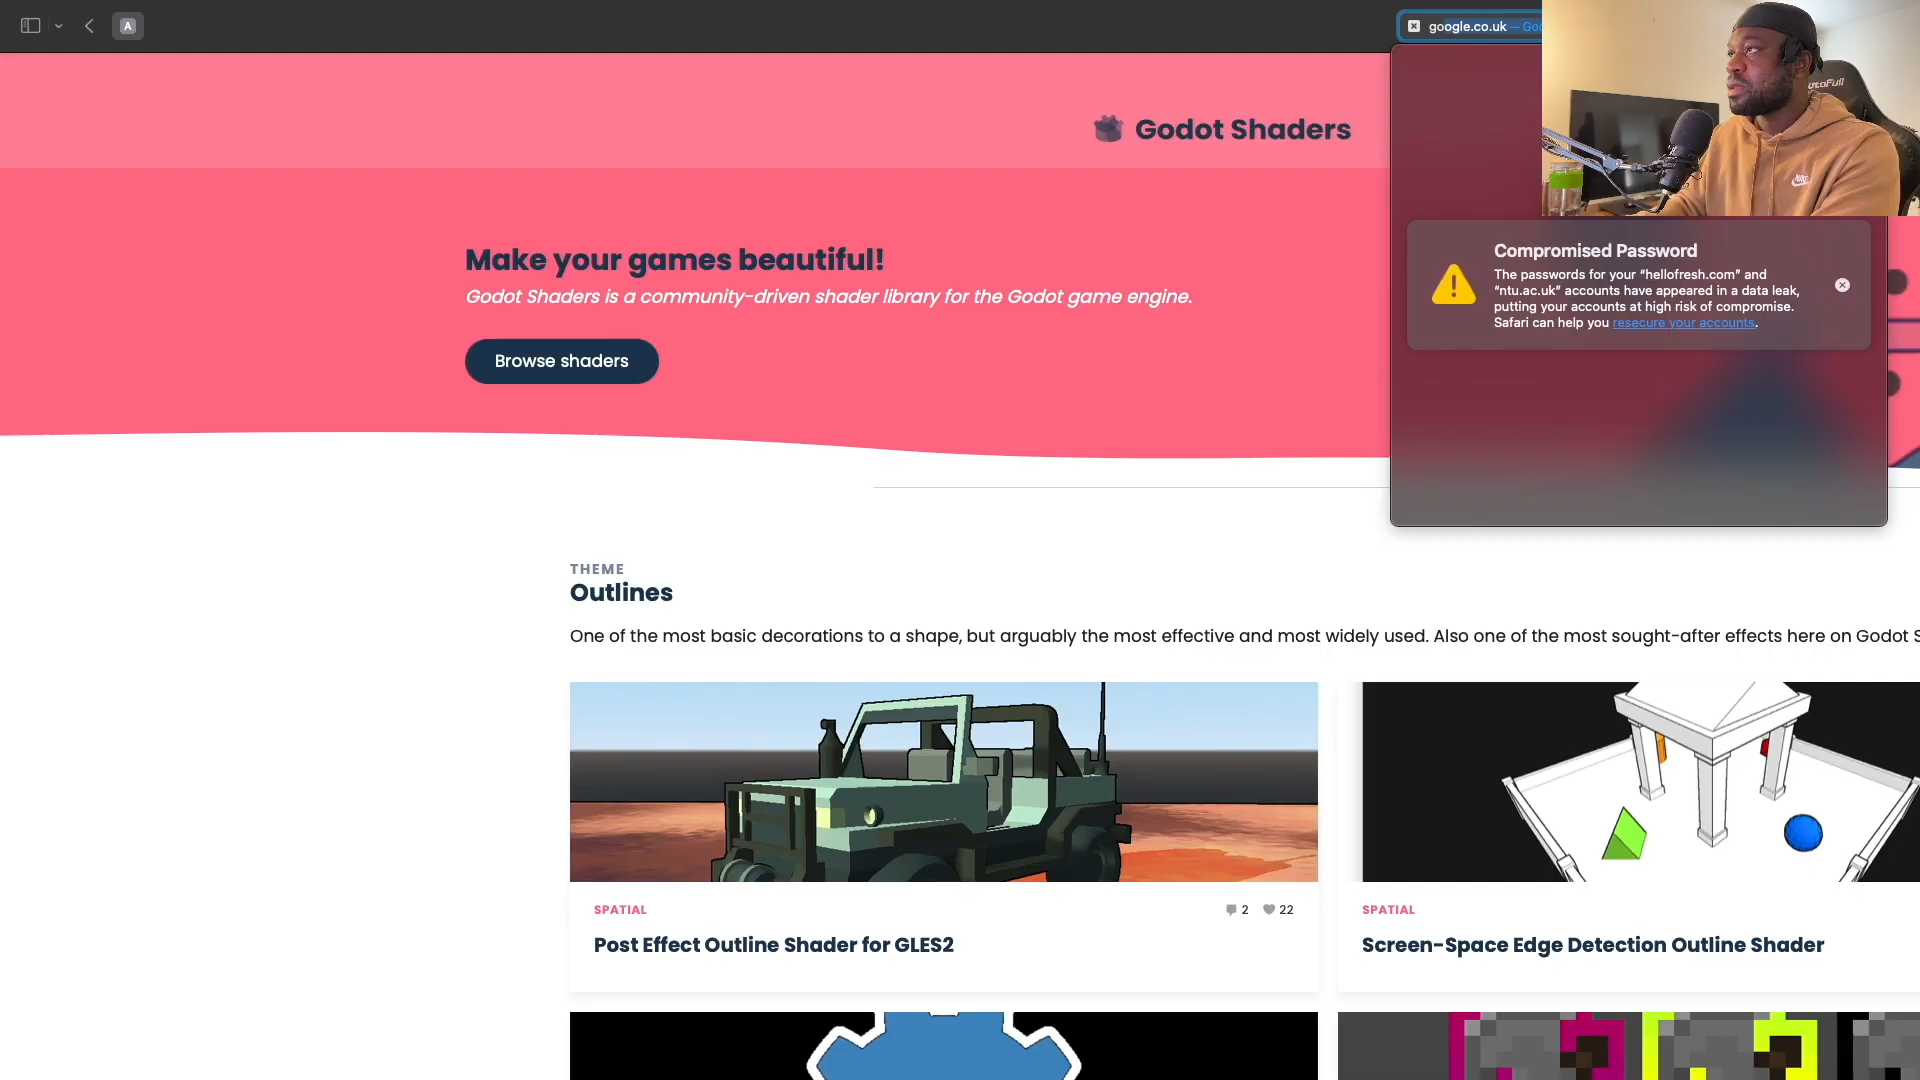 A
google.co.uk
AutoFull
Godot Shaders
Compromised Password
The passwords for your “hellofresh.com” and
“ntu.ac.uk” accounts have appeared in a data leak,
putting your accounts at high risk of compromise.
Safari can help you resecure your accounts.
Make your games beautiful!
Godot Shaders is a community-driven shader library for the Godot game engine.
Browse shaders
THEME
Outlines
One of the most basic decorations to a shape, but arguably the most effective and most widely used. Also one of the most sought-after effects here on Godot S
SPATIAL
2
22
Post Effect Outline Shader for GLES2
SPATIAL
Screen-Space Edge Detection Outline Shader